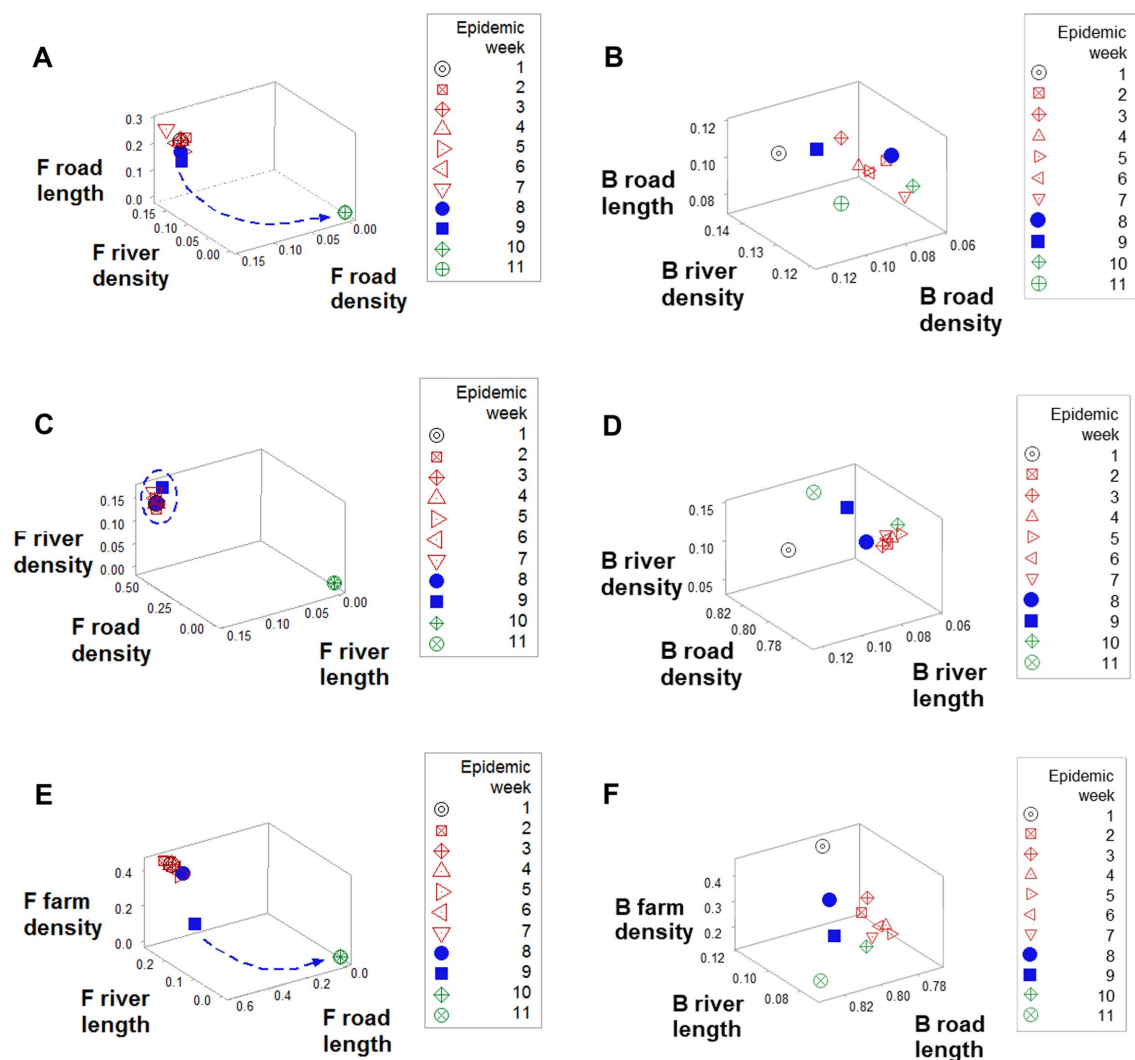 A
Epidemic
week
1
2
3
4
5
6
7
8
9
10
11
0.3
0.2
0.1
0.0
F road
length
0.15
0.10
0.05
0.00
F river
density
0.15
0.10
0.05
0.00
F road
density
B
Epidemic
week
1
2
3
4
5
6
7
8
9
10
11
0.12
0.10
0.08
B road
length
0.14
0.13
0.12
B river
density
0.12
0.10
0.08
0.06
B road
density
C
Epidemic
week
1
2
3
4
5
6
7
8
9
10
11
0.15
0.10
0.05
0.00
F river
density
0.50
0.25
0.00
F road
density
0.15
0.10
0.05
0.00
F river
length
D
Epidemic
week
1
2
3
4
5
6
7
8
9
10
11
0.15
0.10
0.05
B river
density
0.82
0.80
0.78
B road
density
0.12
0.10
0.08
0.06
B river
length
E
Epidemic
week
1
2
3
4
5
6
7
8
9
10
11
0.4
0.2
0.0
F farm
density
0.2
0.1
0.0
F river
length
0.6
0.4
0.2
0.0
F road
density
F
Epidemic
week
1
2
3
4
5
6
7
8
9
10
11
0.4
0.3
0.2
B farm
density
0.12
0.10
0.08
B river
length
0.82
0.80
0.78
B road
length